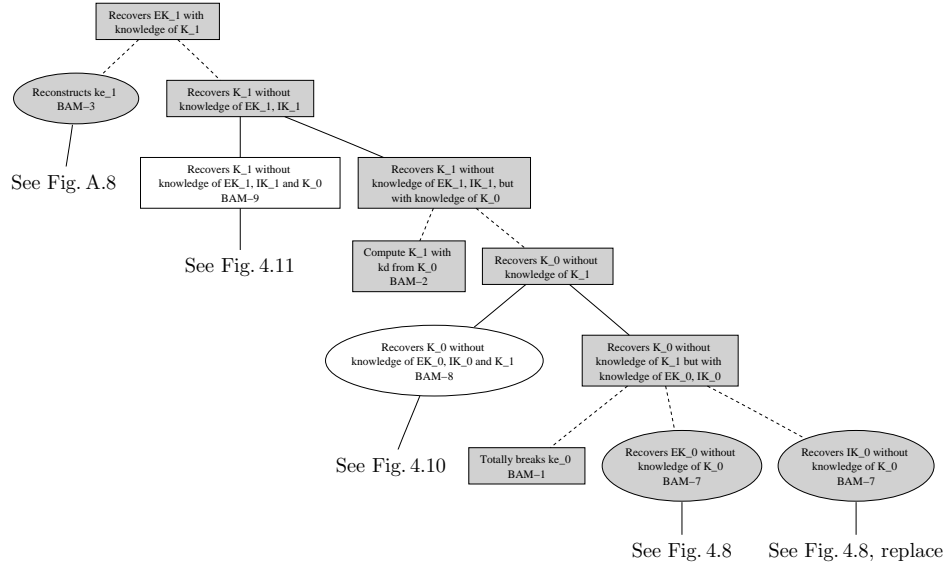 Recovers EK_1 with
knowledge of K_1
Reconstructs ke_1
BAM−3
Recovers K_1 without
knowledge of EK_1, IK_1
See Fig. A.8
Recovers K_1 without
knowledge of EK_1, IK_1 and K_0
BAM−9
Recovers K_1 without
knowledge of EK_1, IK_1, but
with knowledge of K_0
See Fig. 4.11
Compute K_1 with
kd from K_0
BAM−2
Recovers K_0 without
knowledge of K_1
Recovers K_0 without
knowledge of EK_0, IK_0 and K_1
BAM−8
Recovers K_0 without
knowledge of K_1 but with
knowledge of EK_0, IK_0
See Fig. 4.10
Totally breaks ke_0
BAM−1
Recovers EK_0 without
knowledge of K_0
BAM−7
Recovers IK_0 without
knowledge of K_0
BAM−7
See Fig. 4.8
See Fig. 4.8, replace